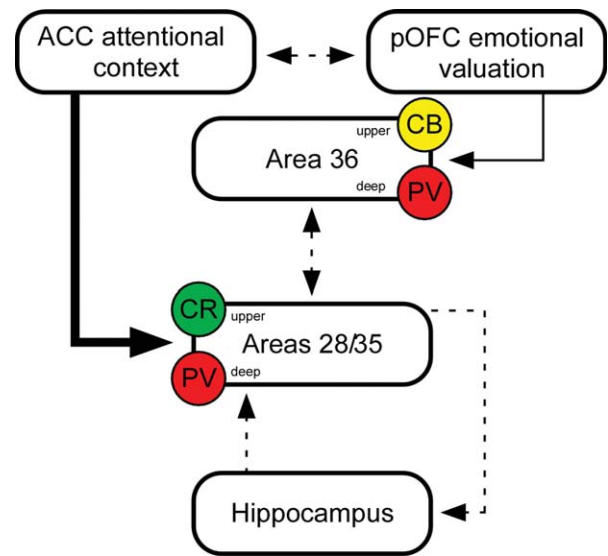 ACC attentional
context
pOFC emotional
valuation
upper
CB
Area 36
deep
PV
CR
upper
Areas 28/35
PV
deep
Hippocampus